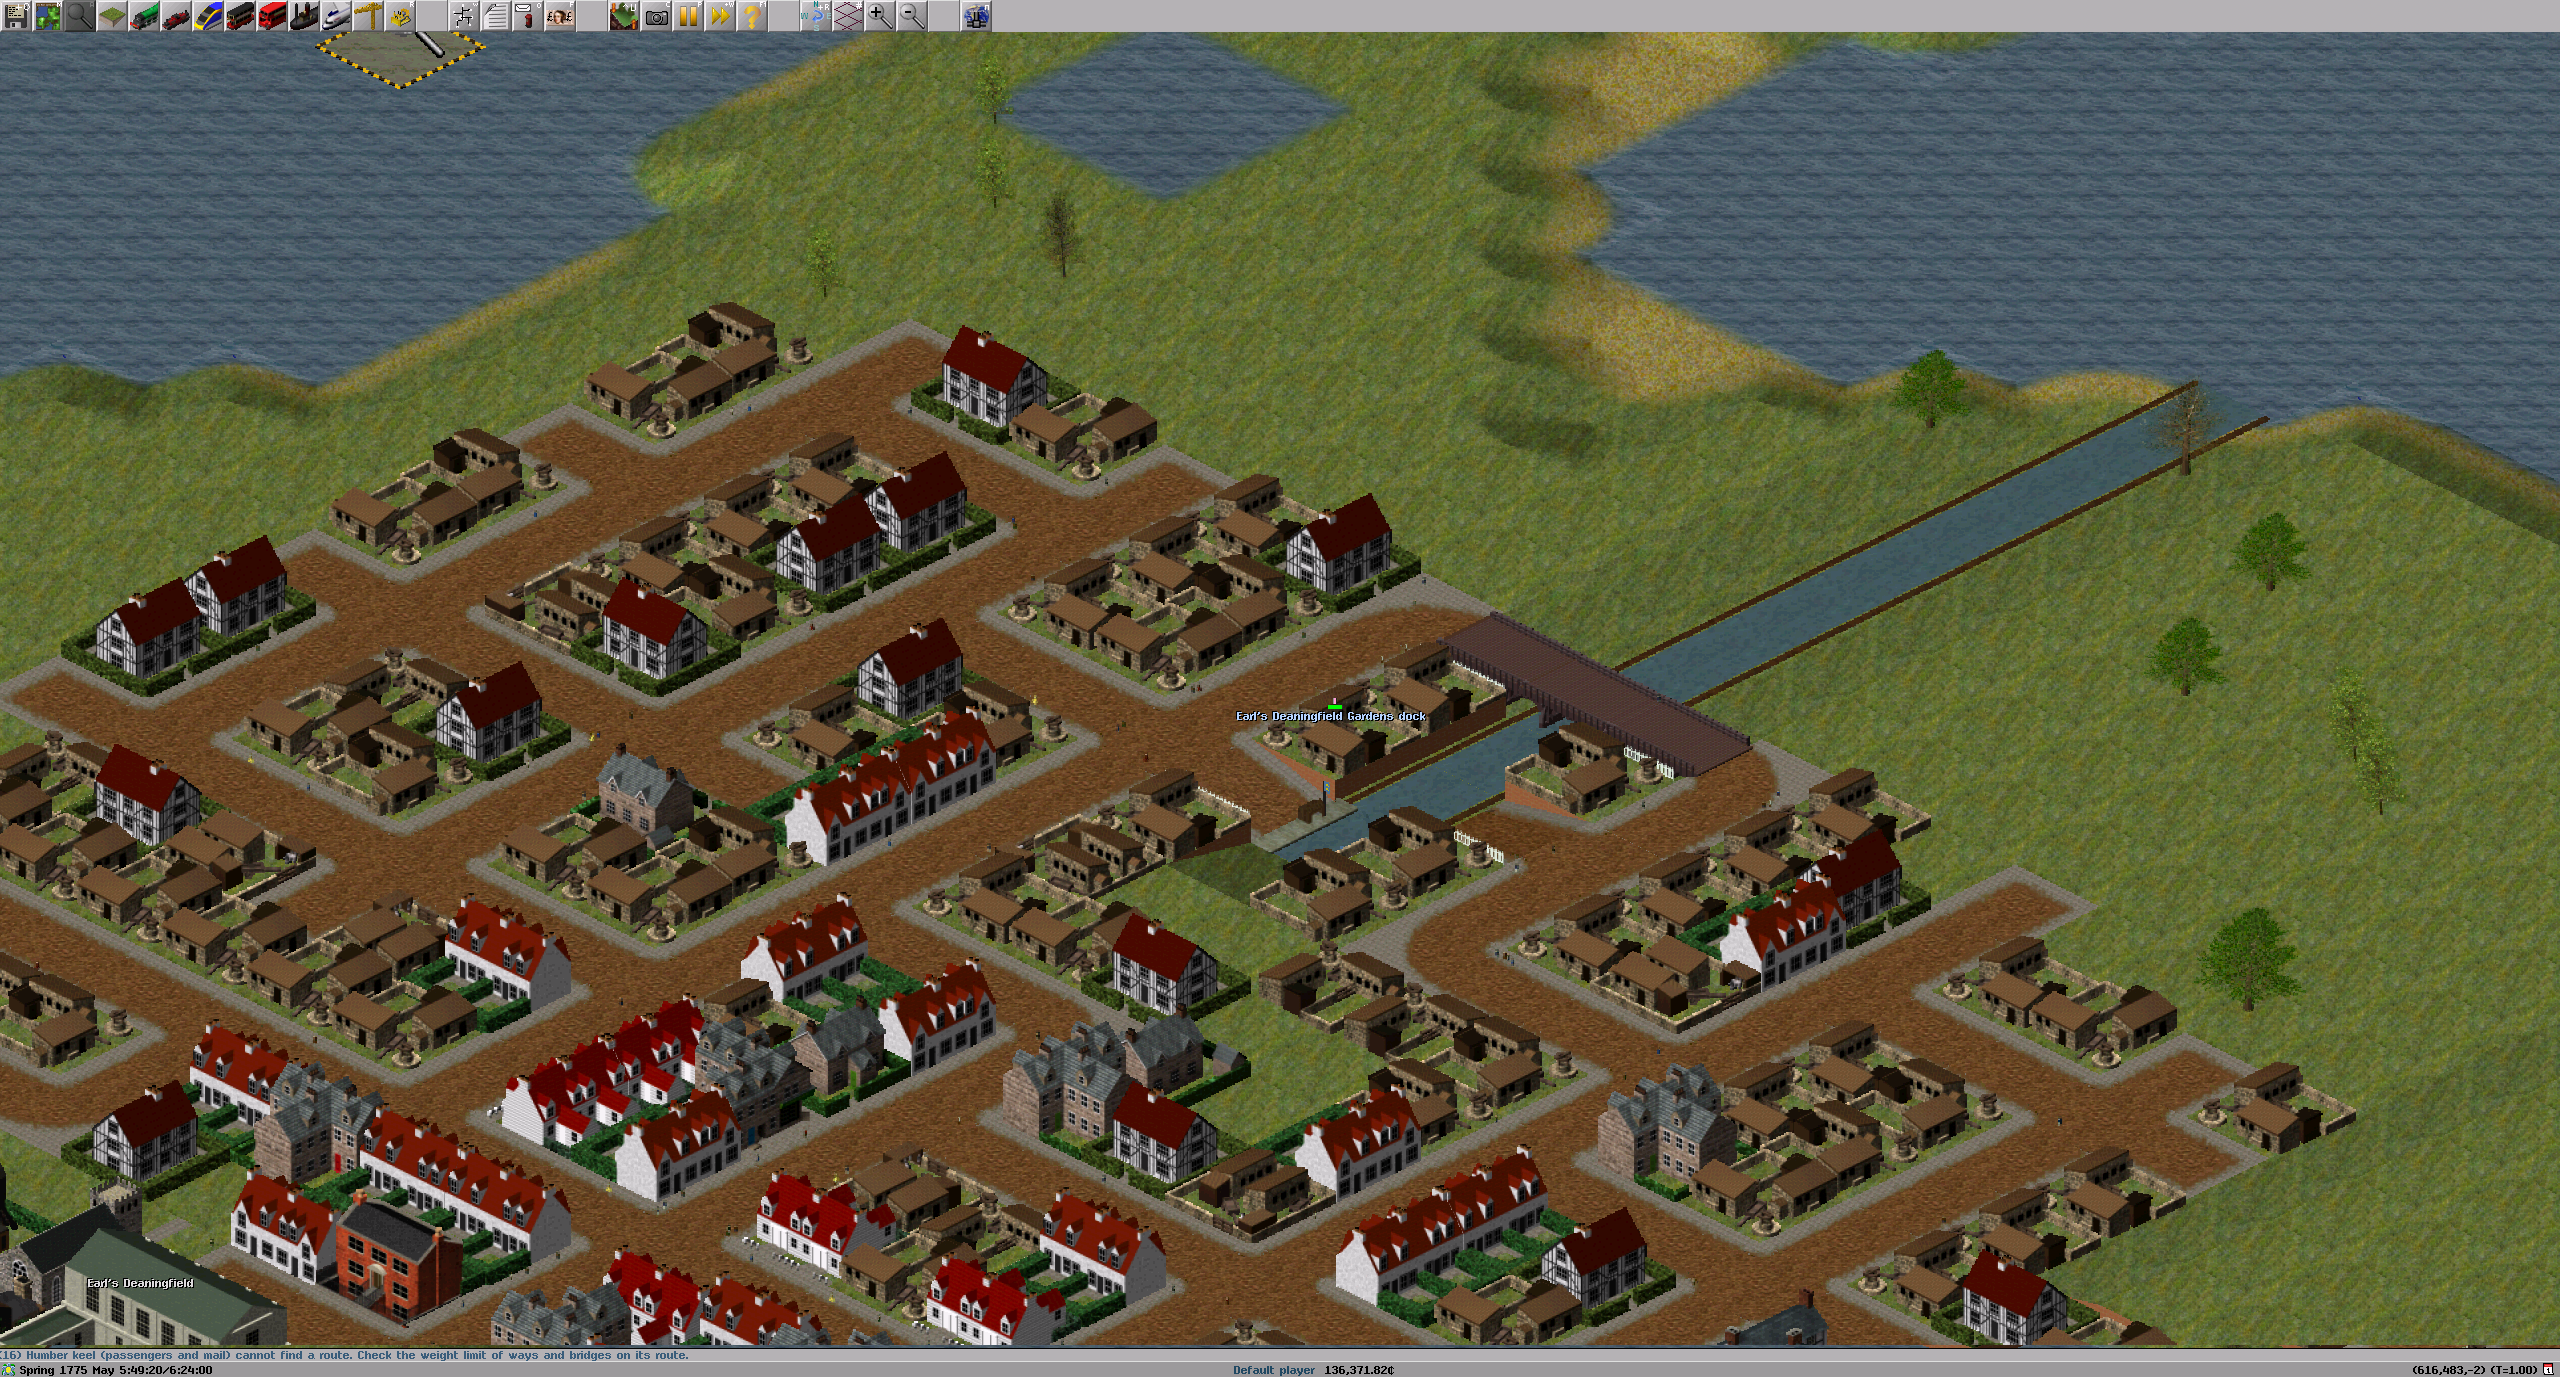 Earl's Deaningfield Gardens dock
Earl's Deaningfield
(16) Humber keel (passengers and mail) cannot find a route. Check the weight limit of ways and bridges on its route.
Spring 1775 May 5:49:20/6:24:00
Default player 136,371.82¢
(616,483,-2) (T=1.00)